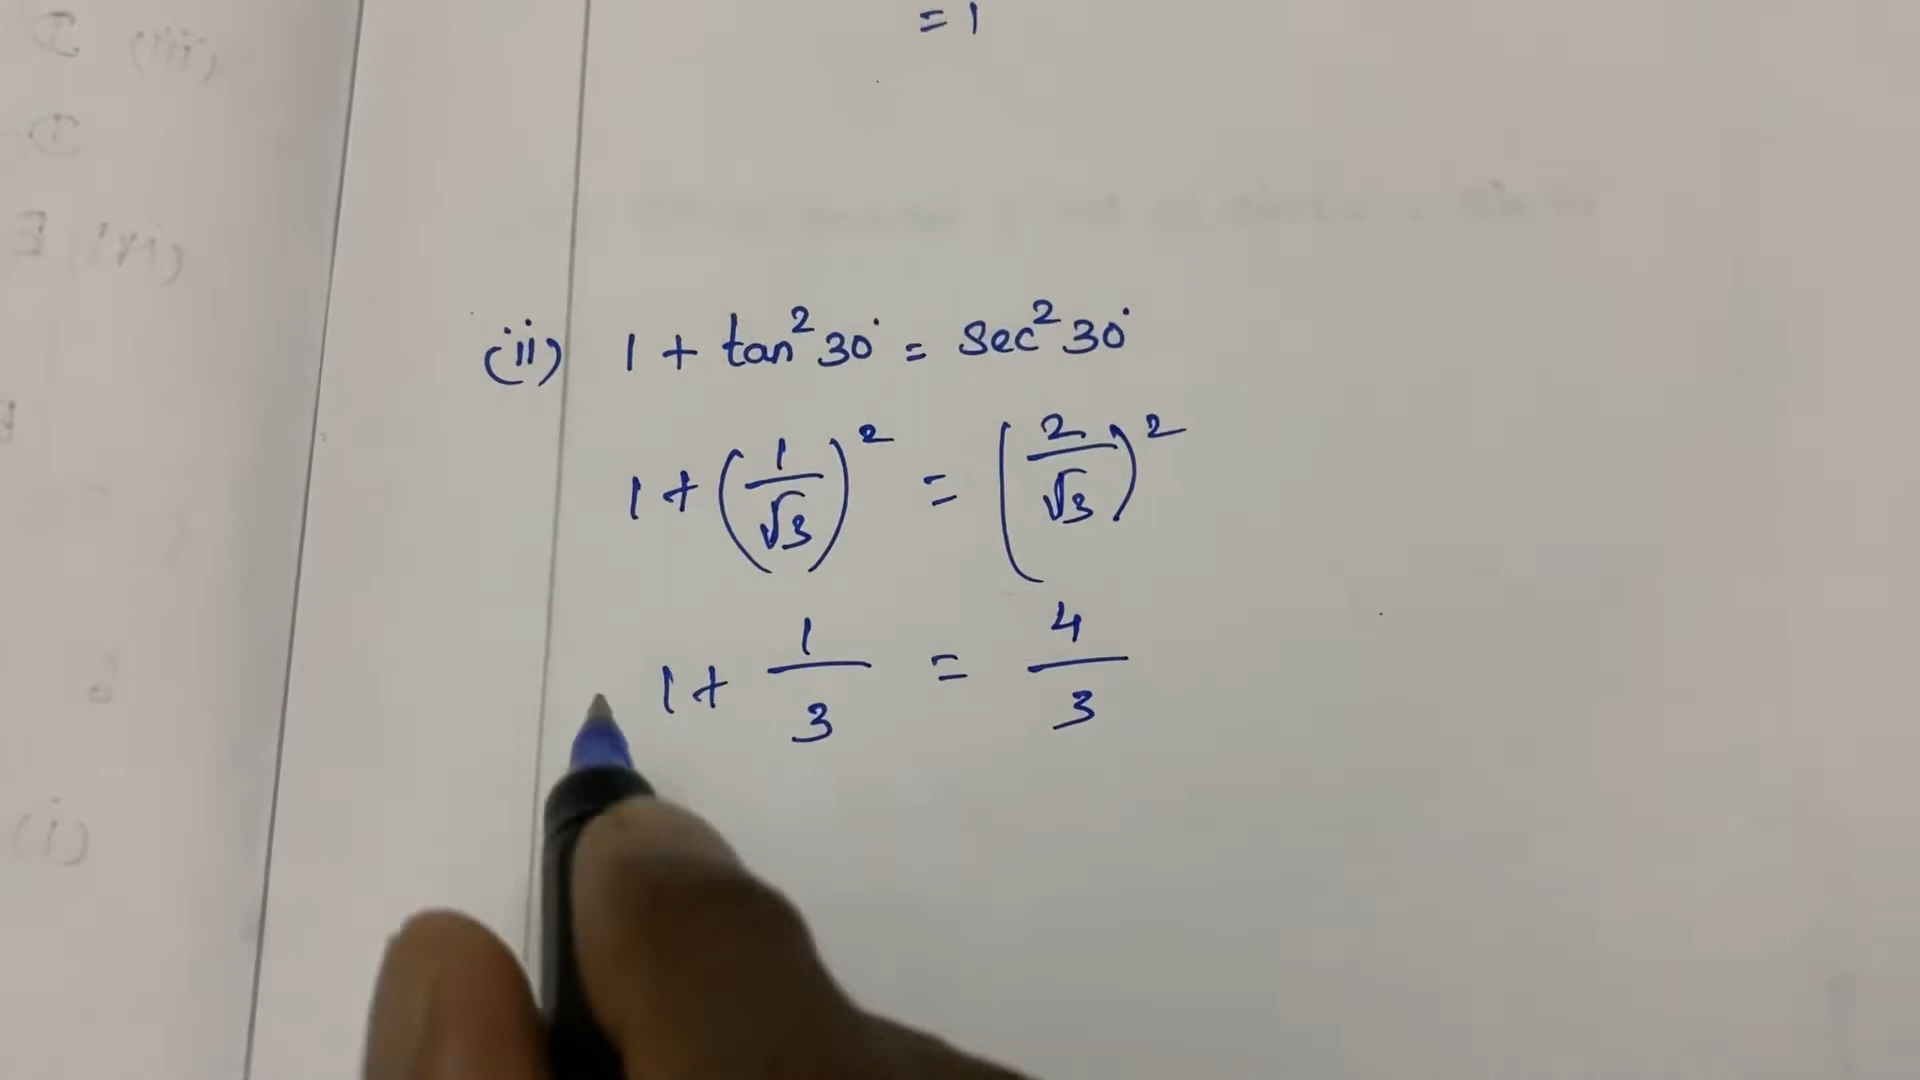 = 1
(ii) 1 + tan²30° = Sec²30°
1 + (1/√3)² = (2/√3)²
1 + 1/3 = 4/3